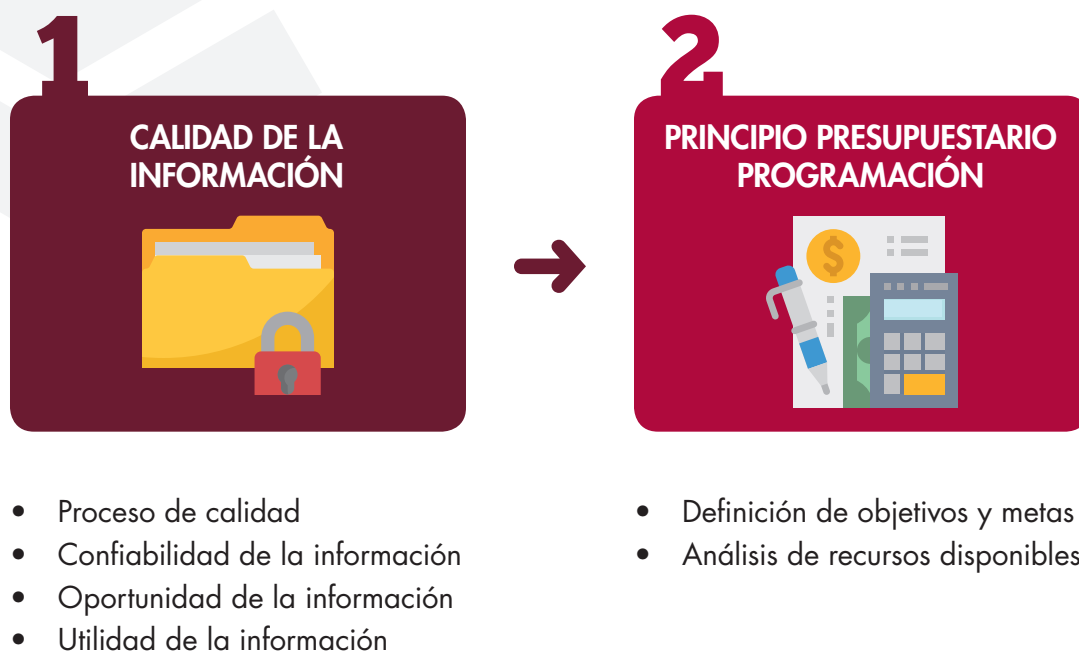 1
CALIDAD DE LA
INFORMACIÓN
• Proceso de calidad
• Confiabilidad de la información
• Oportunidad de la información
• Utilidad de la información
2
PRINCIPIO PRESUPUESTARIO
PROGRAMACIÓN
$
• Definición de objetivos y metas
• Análisis de recursos disponibles